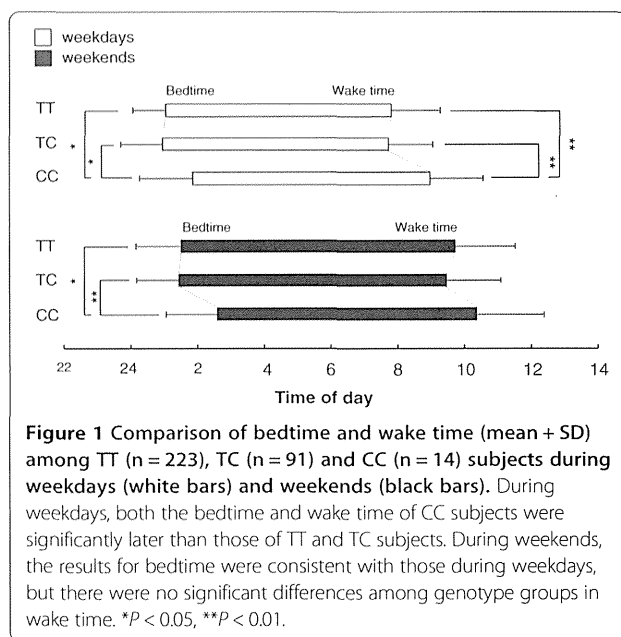 weekdays
weekends
Bedtime Wake time
TT
TC
CC
* * ** **
Bedtime Wake time
TT
TC
CC
* **
22 24 2 4 6 8 10 12 14
Time of day
Figure 1 Comparison of bedtime and wake time (mean + SD)
among TT (n = 223), TC (n = 91) and CC (n = 14) subjects during
weekdays (white bars) and weekends (black bars). During
weekdays, both the bedtime and wake time of CC subjects were
significantly later than those of TT and TC subjects. During weekends,
the results for bedtime were consistent with those during weekdays,
but there were no significant differences among genotype groups in
wake time. *P < 0.05, **P < 0.01.